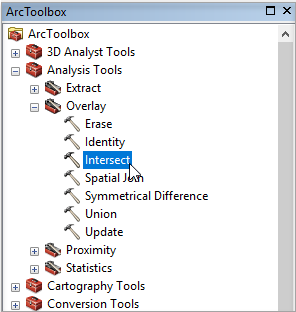 ArcToolbox
ArcToolbox
3D Analyst Tools
Analysis Tools
Extract
Overlay
Erase
Identity
Intersect
Spatial Join
Symmetrical Difference
Union
Update
Proximity
Statistics
Cartography Tools
Conversion Tools